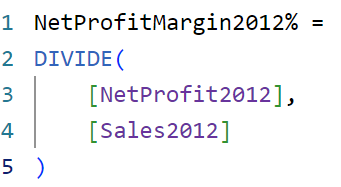 1 NetProfitMargin2012% =
2 DIVIDE(
3     [NetProfit2012],
4     [Sales2012]
5 )